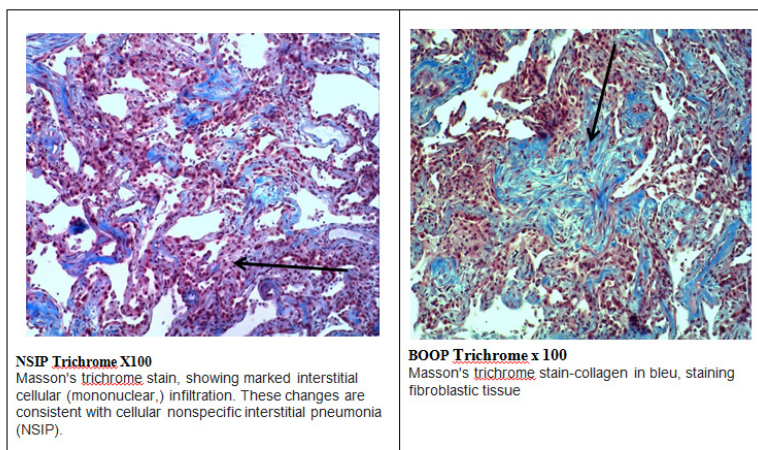 NSIP Trichrome X100
Masson's trichrome stain, showing marked interstitial
cellular (mononuclear,) infiltration. These changes are
consistent with cellular nonspecific interstitial pneumonia
(NSIP).
BOOP Trichrome x 100
Masson's trichrome stain-collagen in bleu, staining
fibroblastic tissue